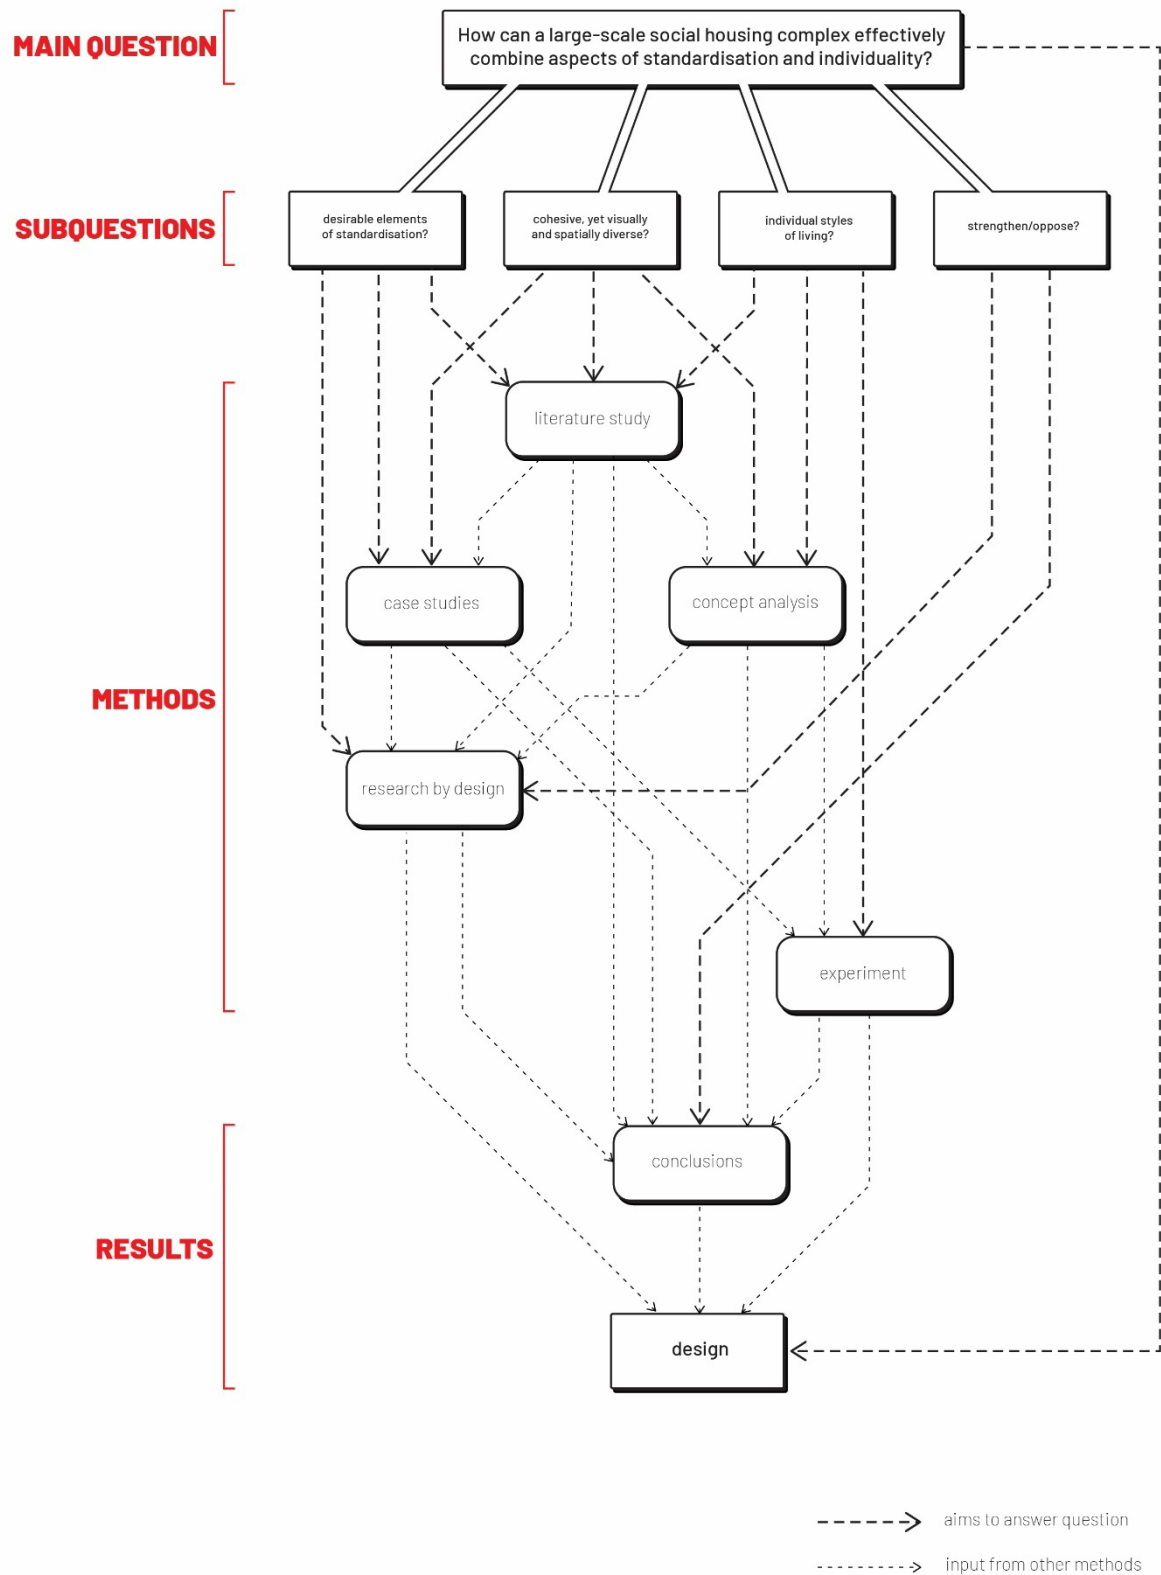 MAIN QUESTION
How can a large-scale social housing complex effectively
combine aspects of standardisation and individuality?
SUBQUESTIONS
desirable elements
of standardisation?
cohesive, yet visually
and spatially diverse?
individual styles
of living?
strengthen/oppose?
METHODS
literature study
case studies
concept analysis
research by design
experiment
RESULTS
conclusions
design
aims to answer question
input from other methods